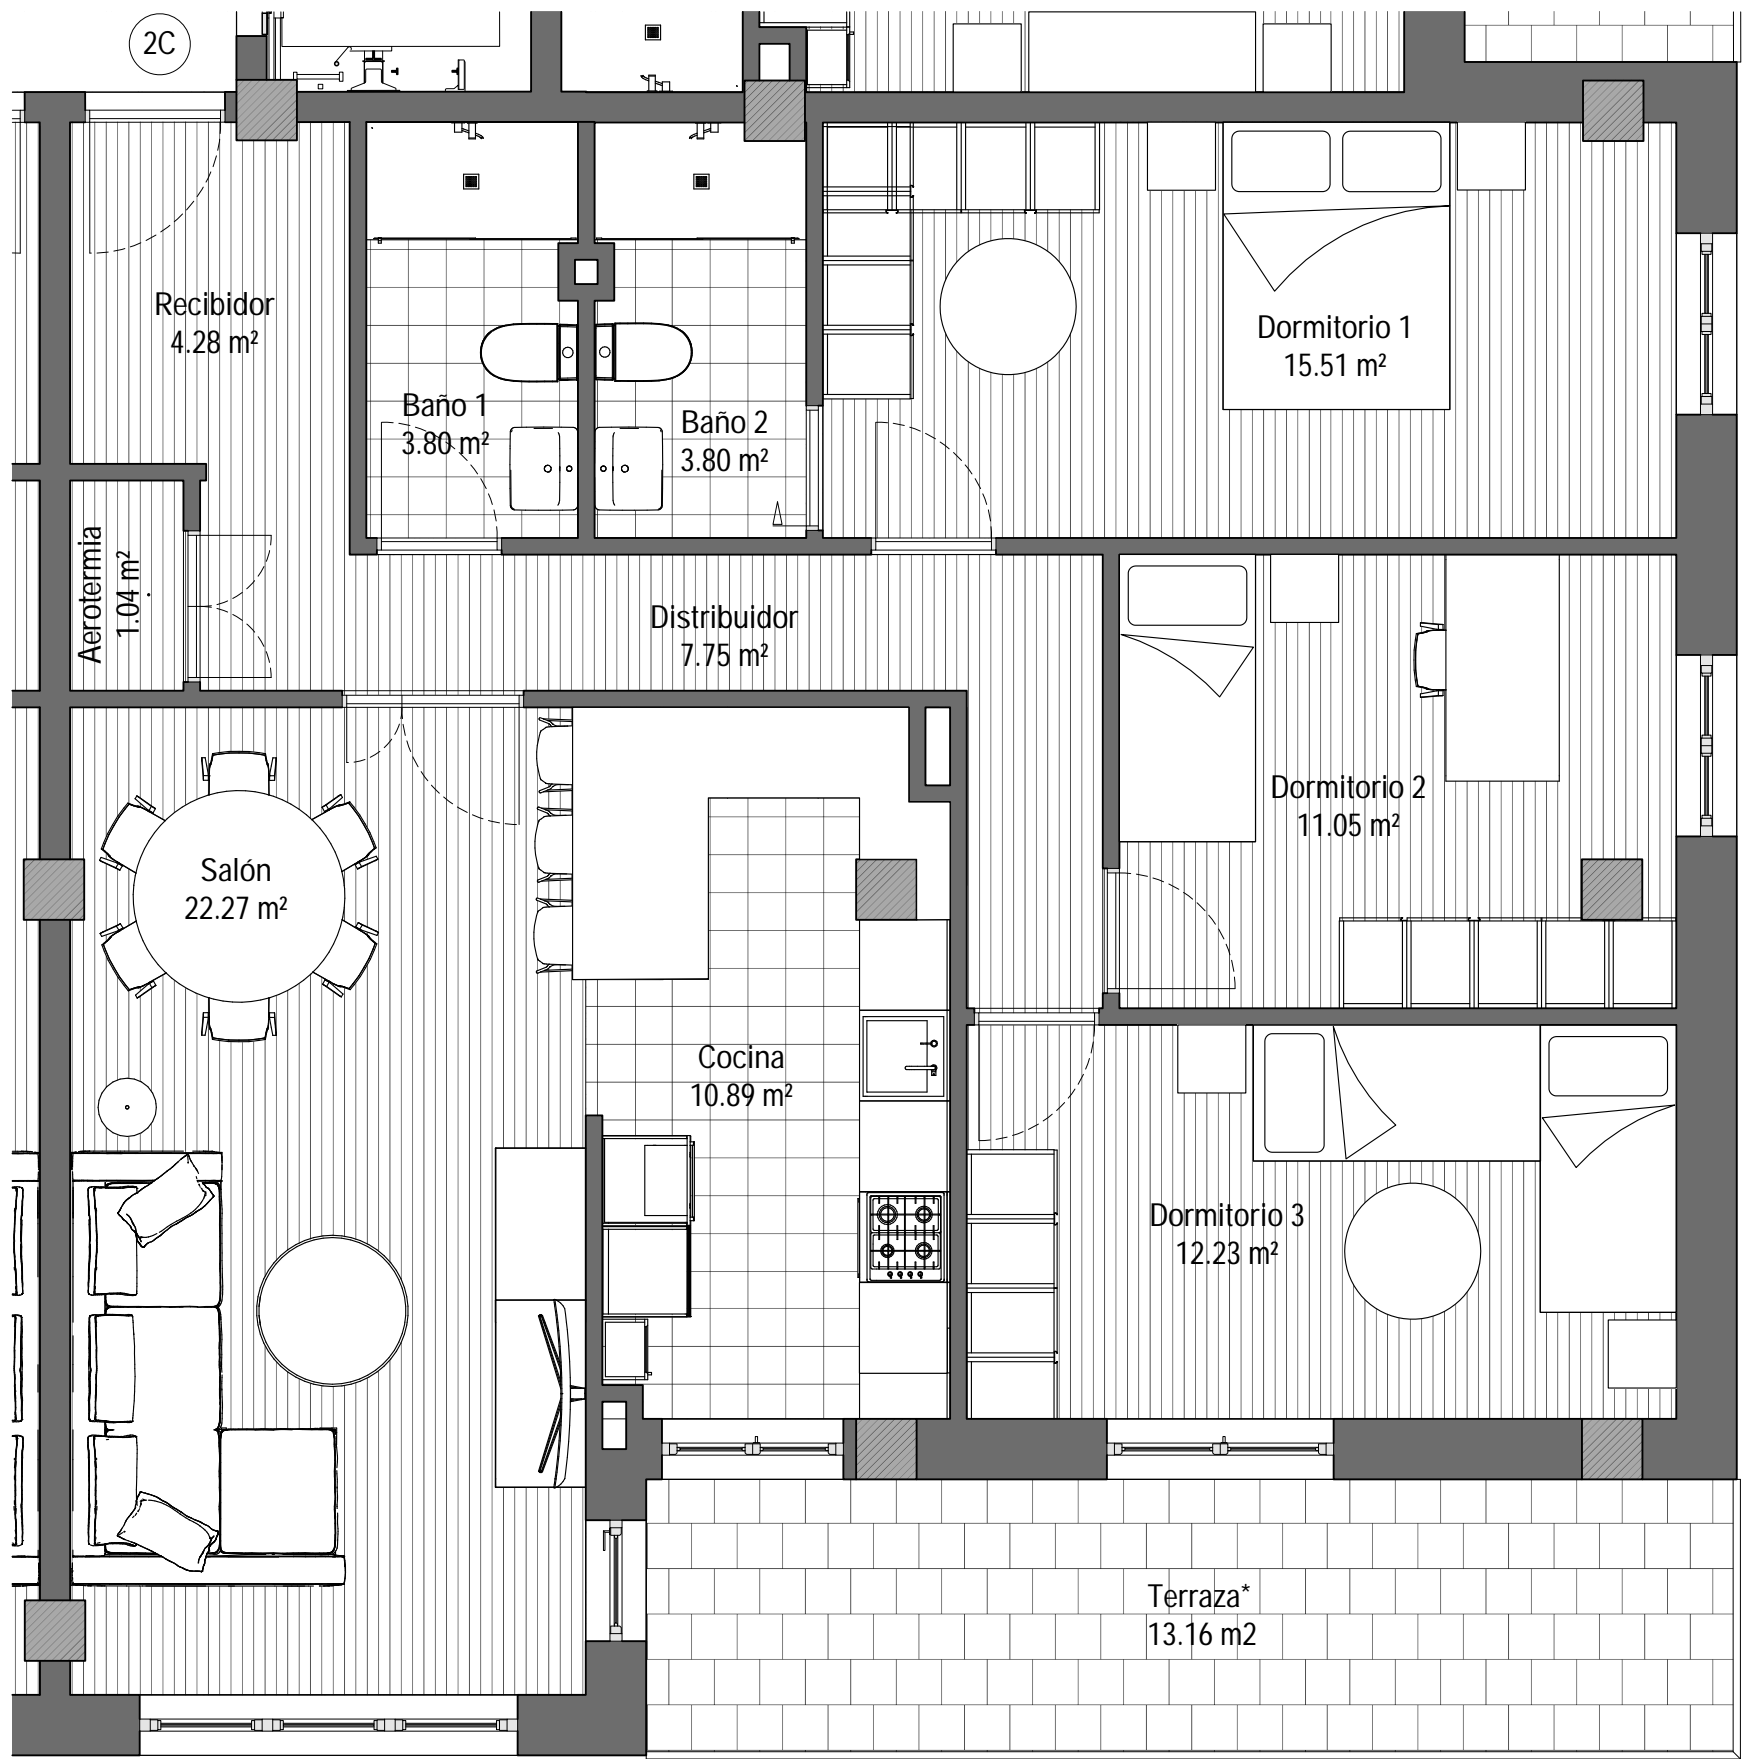 2C
Recibidor
4.28 m²
Baño 1
3.80 m²
Baño 2
3.80 m²
Dormitorio 1
15.51 m²
Aerotermia
1.04 m²
Distribuidor
7.75 m²
Dormitorio 2
11.05 m²
Salón
22.27 m²
Cocina
10.89 m²
Dormitorio 3
12.23 m²
Terraza*
13.16 m2